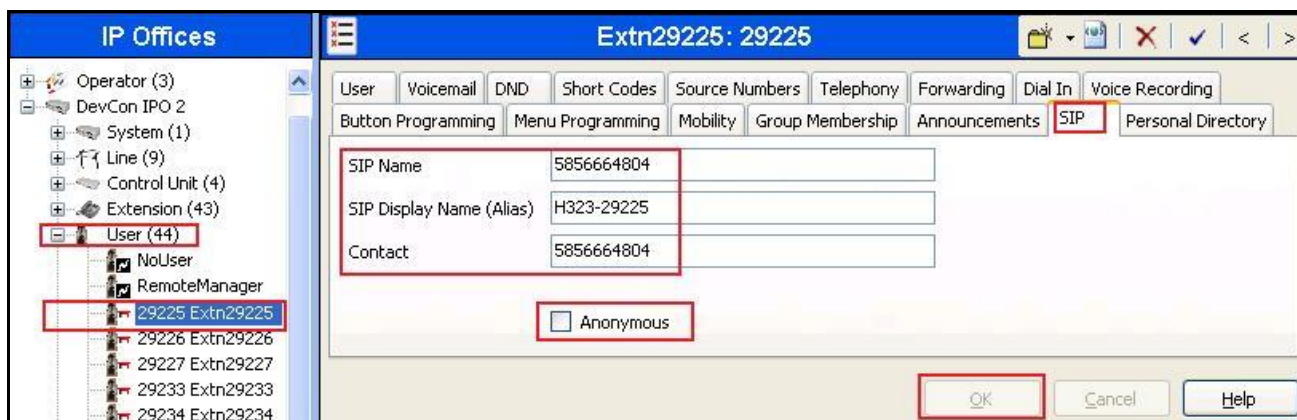 IP Offices
Operator (3)
DevCon IPO 2
System (1)
Line (9)
Control Unit (4)
Extension (43)
User (44)
NoUser
RemoteManager
29225 Extn29225
29226 Extn29226
29227 Extn29227
29233 Extn29233
29234 Extn29234
Extn29225: 29225
User Voicemail DND Short Codes Source Numbers Telephony Forwarding Dial In Voice Recording
Button Programming Menu Programming Mobility Group Membership Announcements SIP Personal Directory
SIP Name 5856664804
SIP Display Name (Alias) H323-29225
Contact 5856664804
Anonymous
OK Cancel Help